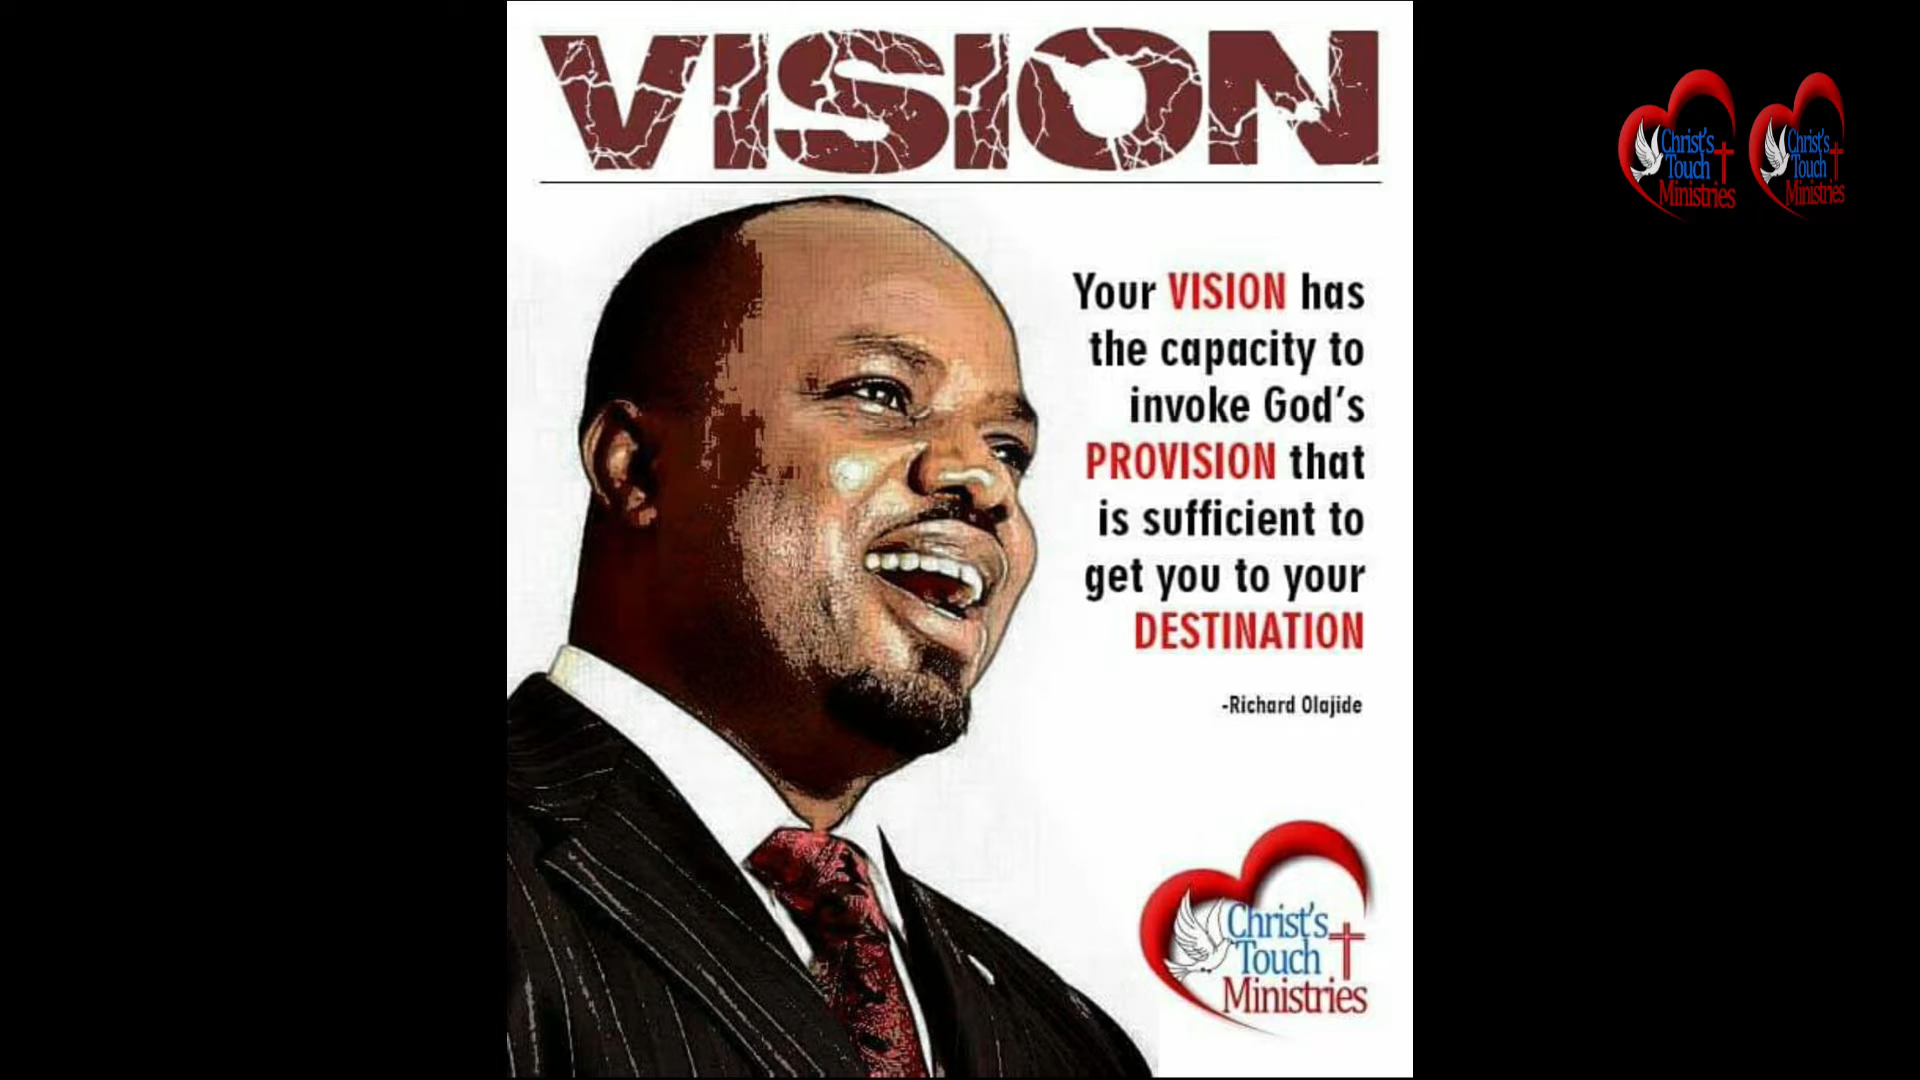 VISION
Your VISION has
the capacity to
invoke God's
PROVISION that
is sufficient to
get you to your
DESTINATION
-Richard Olajide
Christ's
Touch
Ministries
Christ's
Touch
Ministries
Christ's
Touch
Ministries